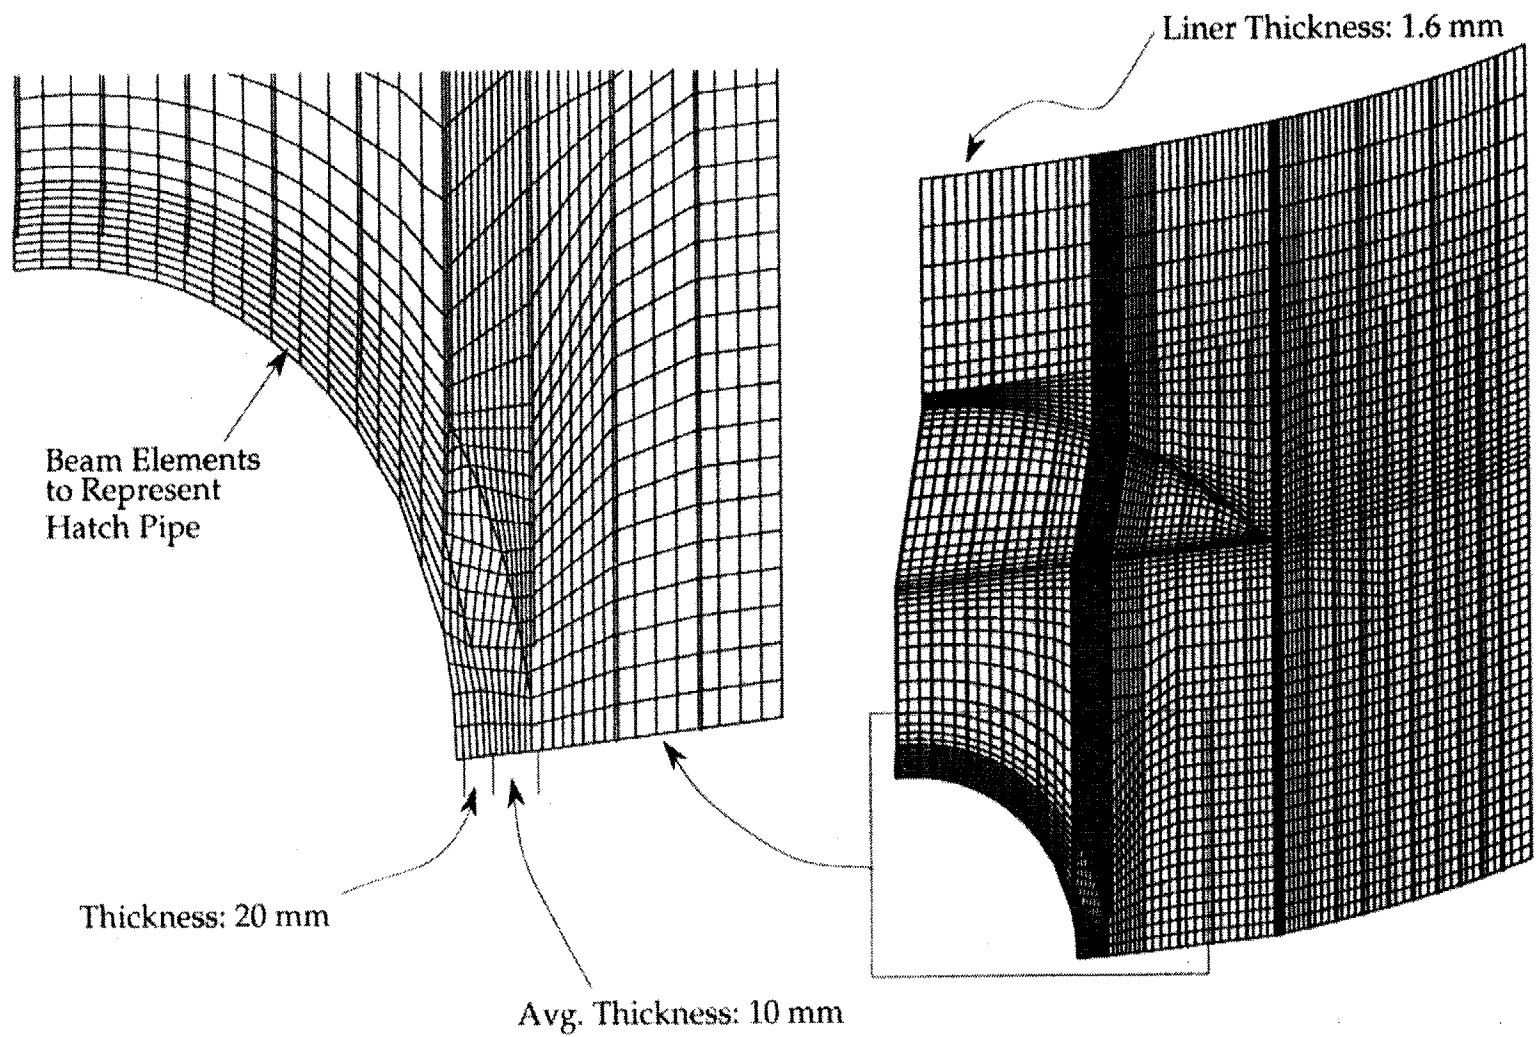 Liner Thickness: 1.6 mm
Beam Elements
to Represent
Hatch Pipe
Thickness: 20 mm
Avg. Thickness: 10 mm